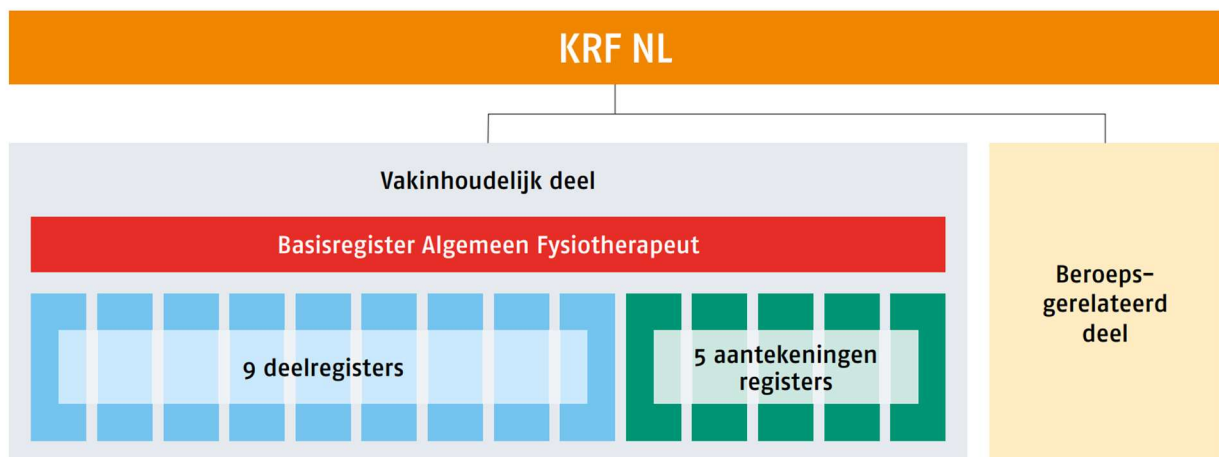 KRF NL
Vakinhoudelijk deel
Basisregister Algemeen Fysiotherapeut
9 deelregisters
5 aantekeningen
registers
Beroeps-
gerelateerd
deel